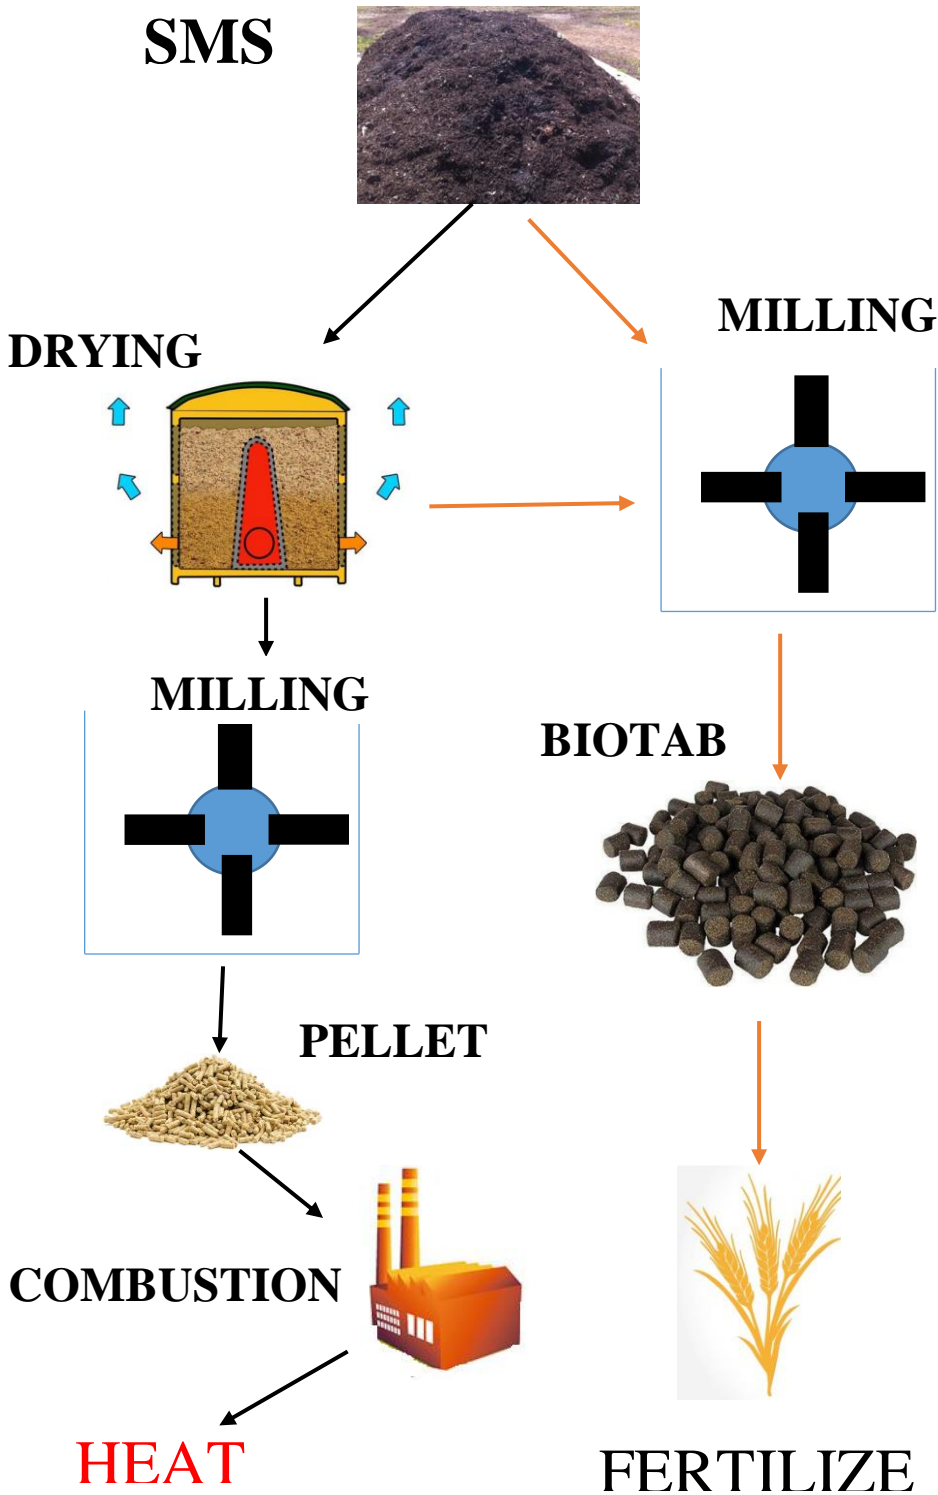 SMS
MILLING
DRYING
MILLING
BIOTAB
PELLET
COMBUSTION
HEAT
FERTILIZE